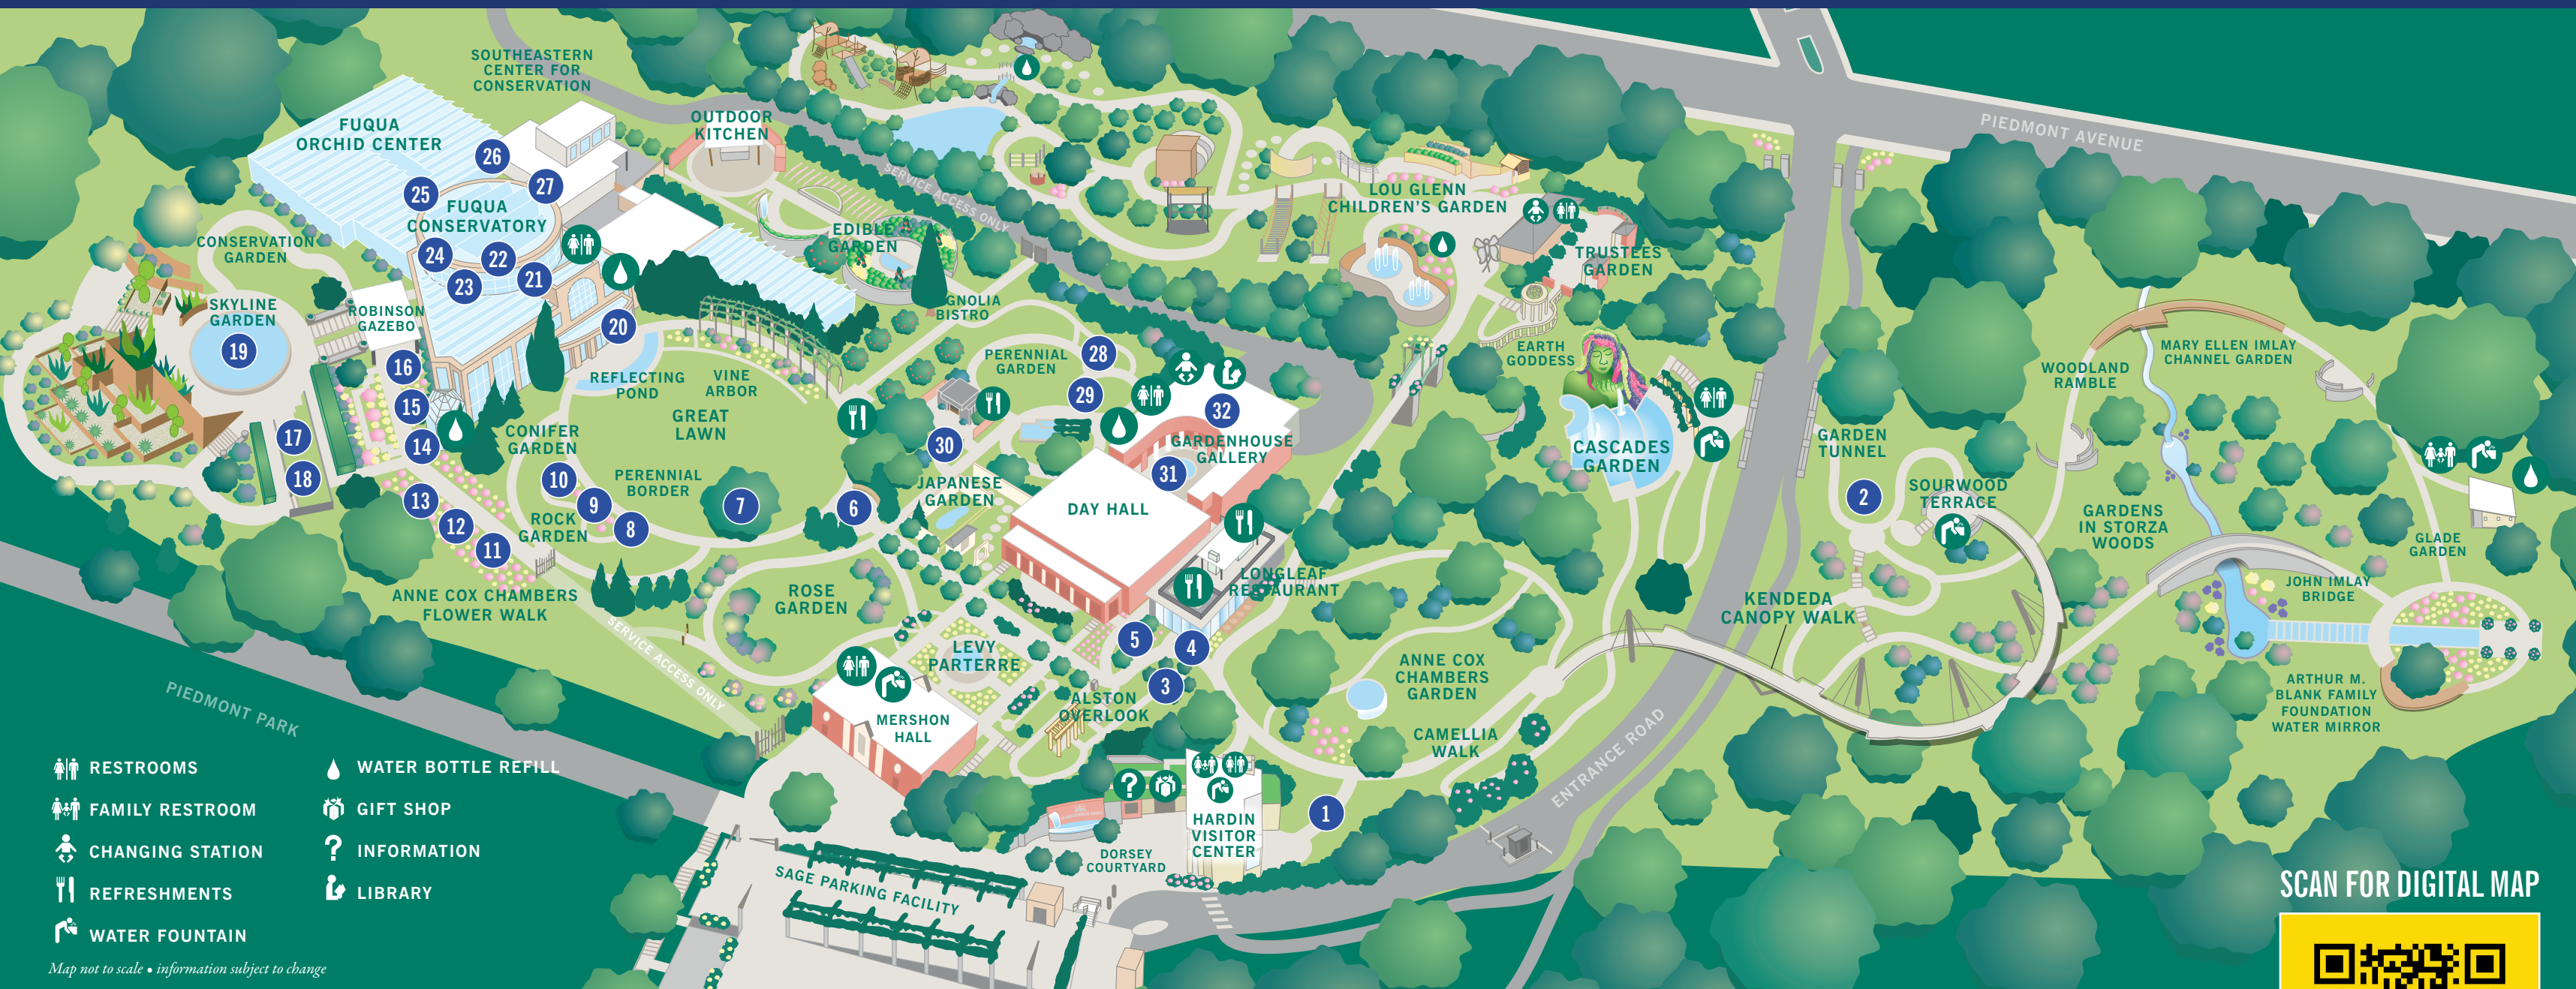 SOUTHEASTERN
CENTER FOR
CONSERVATION
FUQUA
ORCHID CENTER
OUTDOOR
KITCHEN
26
27
25
FUQUA
CONSERVATORY
24
22
23
21
20
CONSERVATION
GARDEN
SKYLINE
GARDEN
19
ROBINSON
GAZEBO
16
15
14
17
18
13
12
11
EDIBLE
GARDEN
SERVICE ACCESS ONLY
GNOLIA
BISTRO
REFLECTING
POND
VINE
ARBOR
GREAT
LAWN
CONIFER
GARDEN
10
9
8
PERENNIAL
BORDER
7
6
ROCK
GARDEN
ANNE COX CHAMBERS
FLOWER WALK
SERVICE ACCESS ONLY
ROSE
GARDEN
PERENNIAL
GARDEN
28
29
30
JAPANESE
GARDEN
32
GARDENHOUSE
GALLERY
31
DAY HALL
LONGLEAF
RESTAURANT
5
4
3
LEVY
PARTERRE
ALSTON
OVERLOOK
MERSHON
HALL
HARDIN
VISITOR
CENTER
1
DORSEY
COURTYARD
SAGE PARKING FACILITY
LOU GLENN
CHILDREN'S GARDEN
TRUSTEES
GARDEN
EARTH
GODDESS
CASCADES
GARDEN
ANNE COX
CHAMBERS
GARDEN
CAMELLIA
WALK
ENTRANCE ROAD
KENDEDA
CANOPY WALK
PIEDMONT AVENUE
GARDEN
TUNNEL
2
SOURWOOD
TERRACE
WOODLAND
RAMBLE
MARY ELLEN IMLAY
CHANNEL GARDEN
GARDENS
IN STORZA
WOODS
GLADE
GARDEN
JOHN IMLAY
BRIDGE
ARTHUR M.
BLANK FAMILY
FOUNDATION
WATER MIRROR
PIEDMONT PARK
RESTROOMS
FAMILY RESTROOM
CHANGING STATION
REFRESHMENTS
WATER FOUNTAIN
WATER BOTTLE REFILL
GIFT SHOP
? INFORMATION
LIBRARY
Map not to scale • information subject to change
SCAN FOR DIGITAL MAP